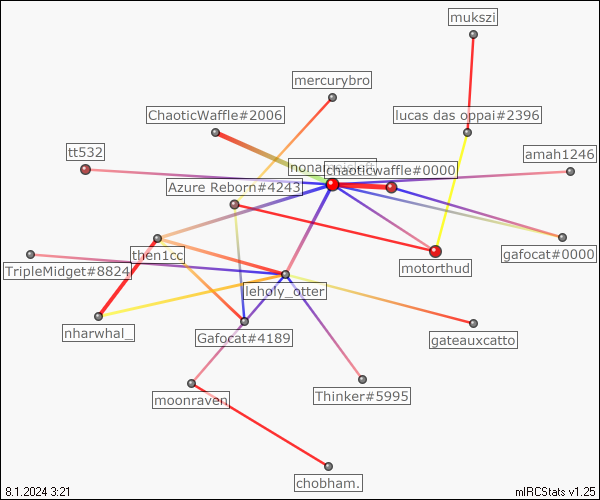 mukszi
mercurybro
ChaoticWaffle#2006
lucas das oppai#2396
tt532
amah1246
chaoticwaffle#0000
Azure Reborn#4243
then1cc
gafocat#0000
TripleMidget#8824
motorthud
leholy_otter
nharwhal_
Gafocat#4189
gateauxcatto
moonraven
Thinker#5995
chobham.
8.1.2024 3:21
mIRCStats v1.25